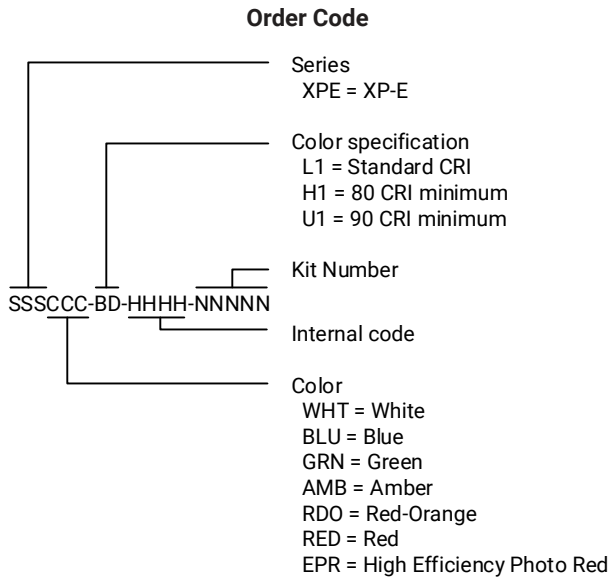 Order Code
Series
XPE = XP-E
Color specification
L1 = Standard CRI
H1 = 80 CRI minimum
U1 = 90 CRI minimum
Kit Number
SSSCCC-BD-HHHH-NNNNN
Internal code
Color
WHT = White
BLU = Blue
GRN = Green
AMB = Amber
RDO = Red-Orange
RED = Red
EPR = High Efficiency Photo Red